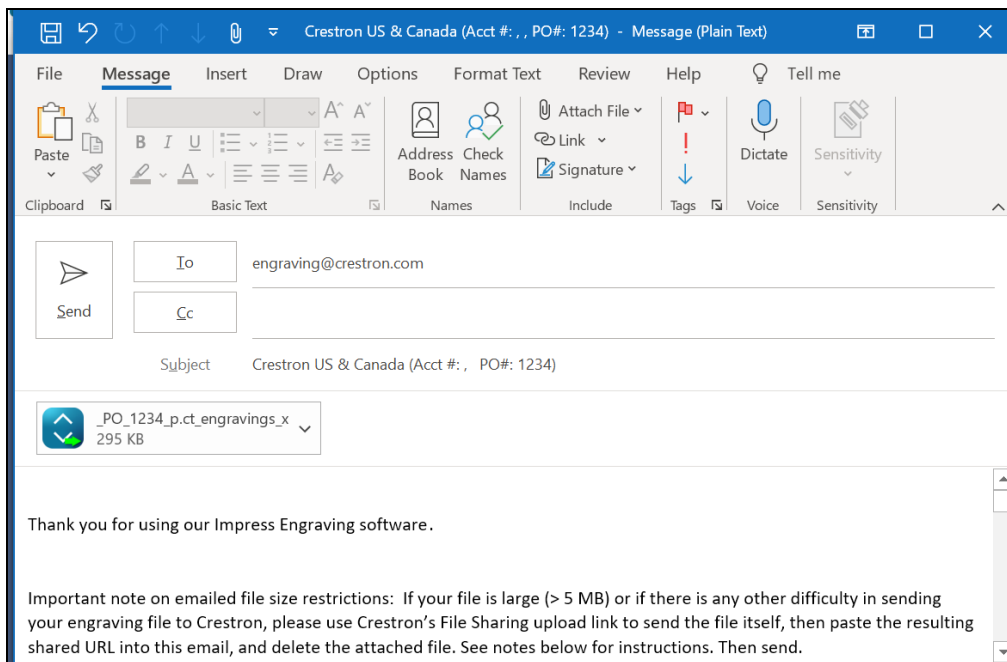 Crestron US & Canada (Acct #: , , PO#: 1234) - Message (Plain Text)
File Message Insert Draw Options Format Text Review Help Tell me
Paste
B I U
A^ A˅
A
A
Address Book
Check Names
Attach File
Link
Signature
Dictate
Sensitivity
Clipboard Basic Text Names Include Tags Voice Sensitivity
Send
To engraving@crestron.com
Cc
Subject Crestron US & Canada (Acct #: , PO#: 1234)
_PO_1234_p.ct_engravings_x
295 KB
Thank you for using our Impress Engraving software.
Important note on emailed file size restrictions: If your file is large (> 5 MB) or if there is any other difficulty in sending
your engraving file to Crestron, please use Crestron's File Sharing upload link to send the file itself, then paste the resulting
shared URL into this email, and delete the attached file. See notes below for instructions. Then send.